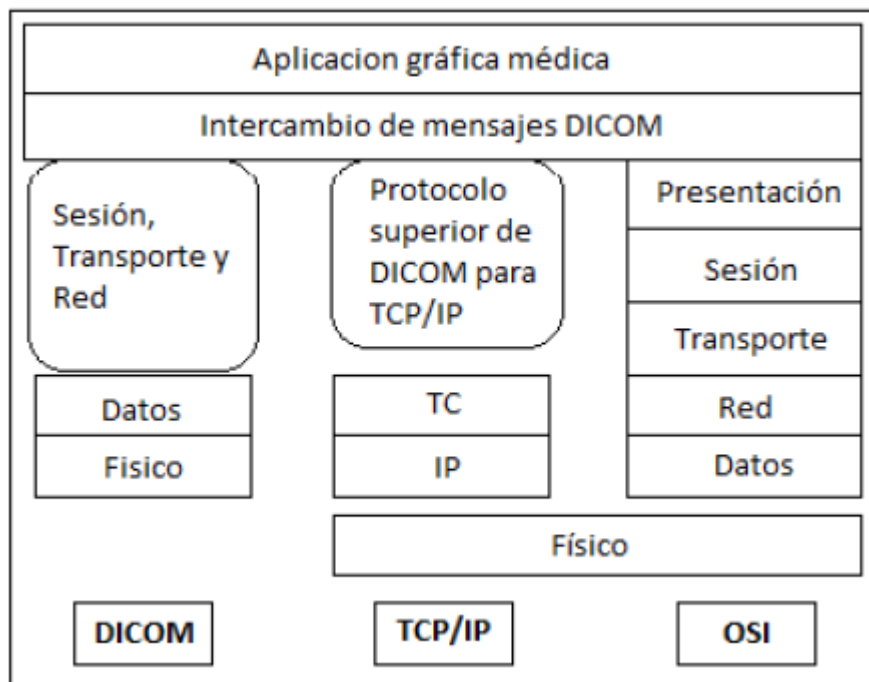 Aplicacion gráfica médica
Intercambio de mensajes DICOM
Sesión,
Transporte y
Red
Datos
Fisico
Protocolo
superior de
DICOM para
TCP/IP
TC
IP
Presentación
Sesión
Transporte
Red
Datos
Físico
DICOM
TCP/IP
OSI